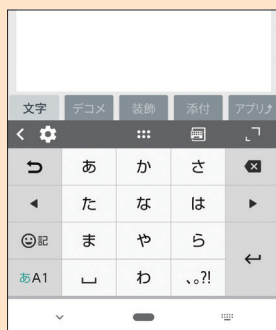 文字 デコメ 装飾 添付 アプリ
あ か さ
た な は
記 ま や ら
あA1 わ 、。?!